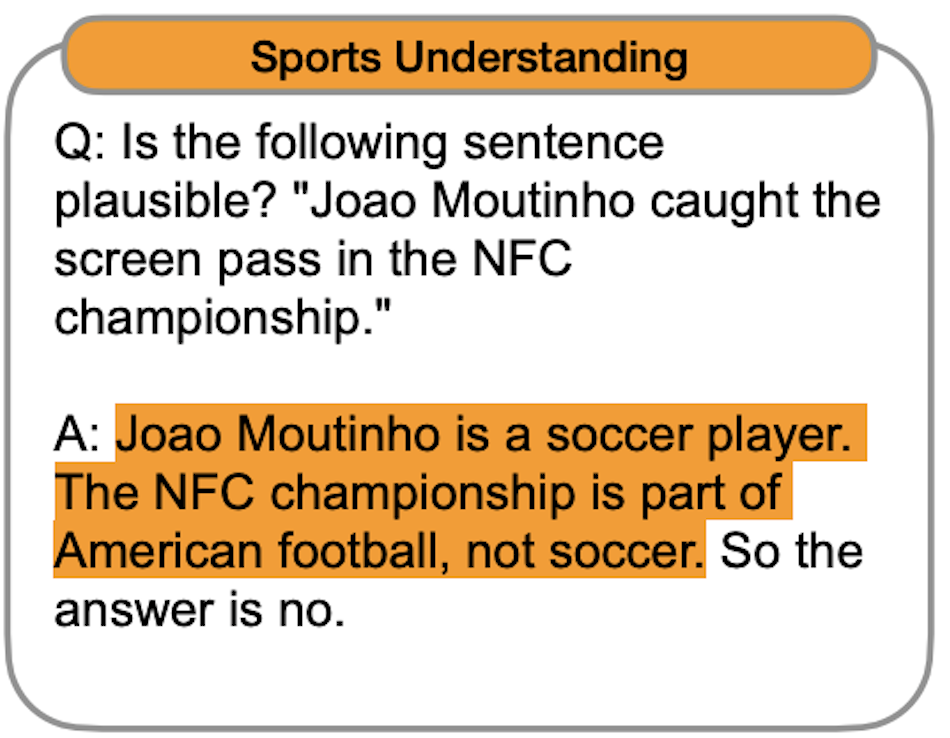 Sports Understanding
Q: Is the following sentence
plausible? "Joao Moutinho caught the
screen pass in the NFC
championship."
A: Joao Moutinho is a soccer player.
The NFC championship is part of
American football, not soccer. So the
answer is no.